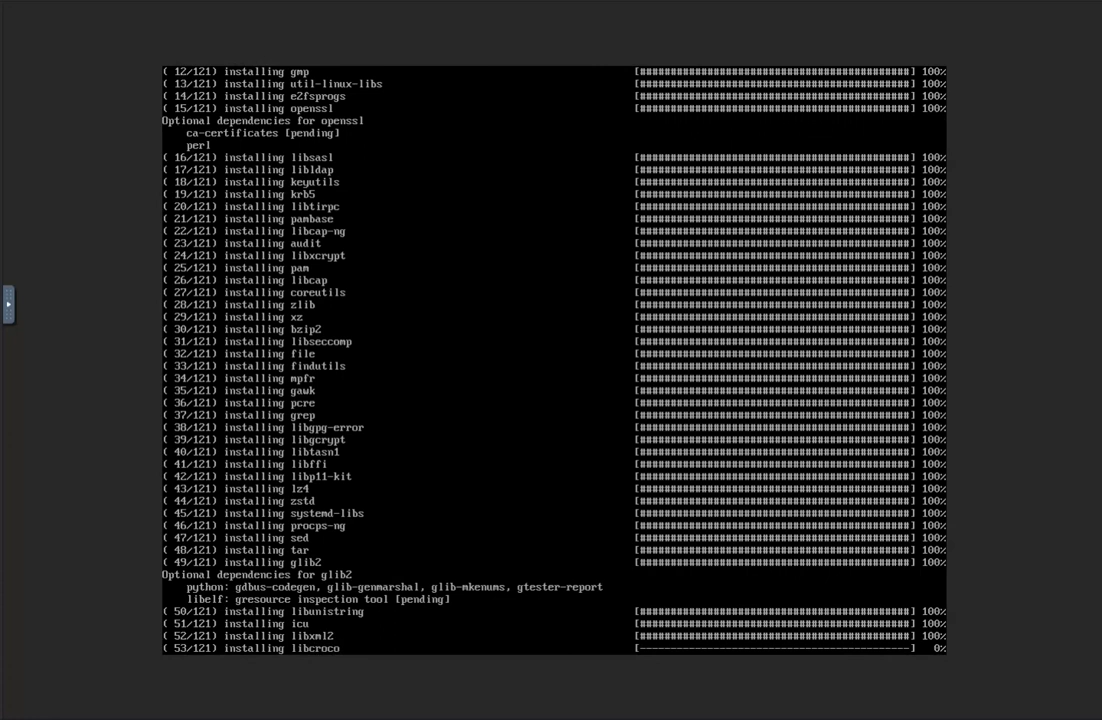 ( 12/121) installing gmp [###########################################] 100%
( 13/121) installing util-linux-libs [###########################################] 100%
( 14/121) installing e2fsprogs [###########################################] 100%
( 15/121) installing openssl [###########################################] 100%
Optional dependencies for openssl
ca-certificates [pending]
perl
( 16/121) installing libsasl [###########################################] 100%
( 17/121) installing libldap [###########################################] 100%
( 18/121) installing keyutils [###########################################] 100%
( 19/121) installing krb5 [###########################################] 100%
( 20/121) installing libtirpc [###########################################] 100%
( 21/121) installing pambase [###########################################] 100%
( 22/121) installing libcap-ng [###########################################] 100%
( 23/121) installing audit [###########################################] 100%
( 24/121) installing libxcrypt [###########################################] 100%
( 25/121) installing pam [###########################################] 100%
( 26/121) installing libcap [###########################################] 100%
( 27/121) installing coreutils [###########################################] 100%
( 28/121) installing zlib [###########################################] 100%
( 29/121) installing xz [###########################################] 100%
( 30/121) installing bzip2 [###########################################] 100%
( 31/121) installing libseccomp [###########################################] 100%
( 32/121) installing file [###########################################] 100%
( 33/121) installing findutils [###########################################] 100%
( 34/121) installing mpfr [###########################################] 100%
( 35/121) installing gawk [###########################################] 100%
( 36/121) installing pcre [###########################################] 100%
( 37/121) installing grep [###########################################] 100%
( 38/121) installing libgpg-error [###########################################] 100%
( 39/121) installing libgcrypt [###########################################] 100%
( 40/121) installing libtasn1 [###########################################] 100%
( 41/121) installing libffi [###########################################] 100%
( 42/121) installing libp11-kit [###########################################] 100%
( 43/121) installing lz4 [###########################################] 100%
( 44/121) installing zstd [###########################################] 100%
( 45/121) installing systemd-libs [###########################################] 100%
( 46/121) installing procps-ng [###########################################] 100%
( 47/121) installing sed [###########################################] 100%
( 48/121) installing tar [###########################################] 100%
( 49/121) installing glib2 [###########################################] 100%
Optional dependencies for glib2
python: gdbus-codegen, glib-genmarshal, glib-mkenums, gtester-report
libelf: gresource inspection tool [pending]
( 50/121) installing libunistring [###########################################] 100%
( 51/121) installing icu [###########################################] 100%
( 52/121) installing libxml2 [###########################################] 100%
( 53/121) installing libcroco [-------------------------------------------] 0%